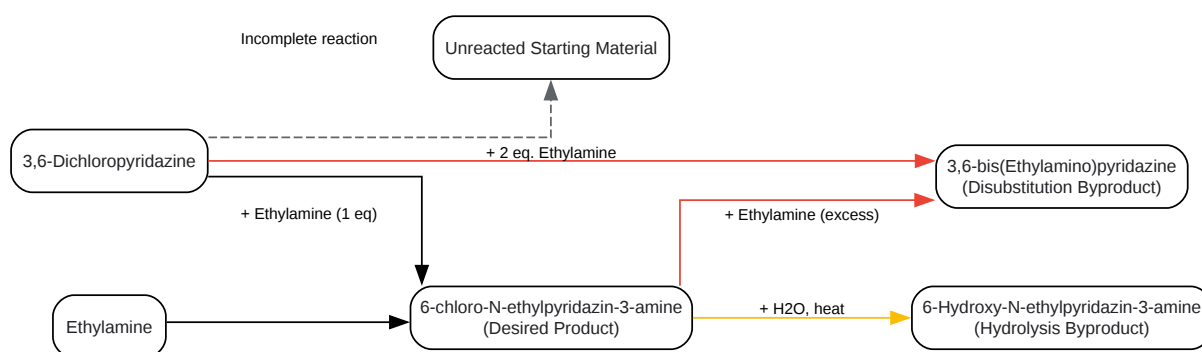 Incomplete reaction
Unreacted Starting Material
3,6-Dichloropyridazine
+ 2 eq. Ethylamine
3,6-bis(Ethylamino)pyridazine
(Disubstitution Byproduct)
+ Ethylamine (1 eq)
+ Ethylamine (excess)
Ethylamine
6-chloro-N-ethylpyridazin-3-amine
(Desired Product)
+ H2O, heat
6-Hydroxy-N-ethylpyridazin-3-amine
(Hydrolysis Byproduct)